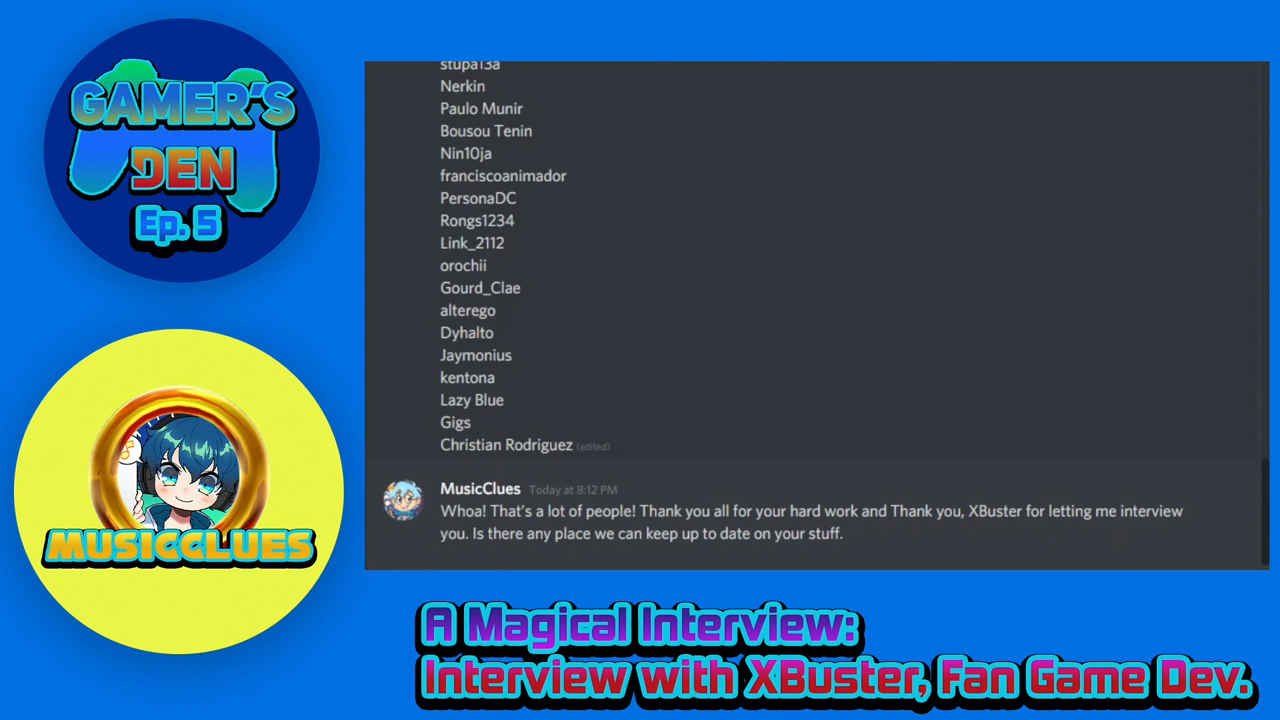 GAMER'S
DEN
Ep. 5
MUSICCLUES
stupa13a
Nerkin
Paulo Munir
Bousou Tenin
Nin10ja
franciscoanimador
PersonaDC
Rongs1234
Link_2112
orochii
Gourd_Clae
alterego
Dyhalto
Jaymonius
kentona
Lazy Blue
Gigs
Christian Rodriguez (edited)
MusicClues Today at 8:12 PM
Whoa! That's a lot of people! Thank you all for your hard work and Thank you, XBuster for letting me interview
you. Is there any place we can keep up to date on your stuff.
A Magical Interview:
Interview with XBuster, Fan Game Dev.